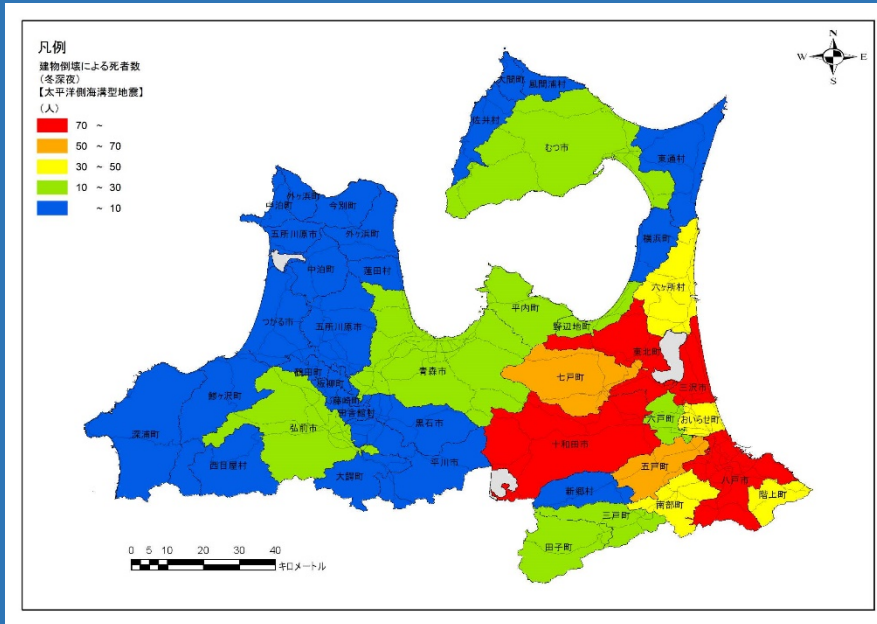 凡例
建物倒壊による死者数
(冬深夜)
【太平洋側海溝型地震】
(人)
70 ~
50 ~ 70
30 ~ 50
10 ~ 30
~ 10
N
W E
S
大間町
風間浦村
佐井村
むつ市
東通村
外ヶ浜町
中泊町
今別町
五所川原市
外ヶ浜町
横浜町
中泊町
蓬田村
六ヶ所村
平内町
つがる市
五所川原市
野辺地町
東北町
鶴田町
青森市
七戸町
板柳町
三沢市
鰺ヶ沢町
藤崎町
田舎館村
六戸町
おいらせ町
深浦町
弘前市
黒石市
十和田市
西目屋村
平川市
五戸町
八戸市
大鰐町
新郷村
南部町
階上町
三戸町
田子町
0 5 10 20 30 40
キロメートル